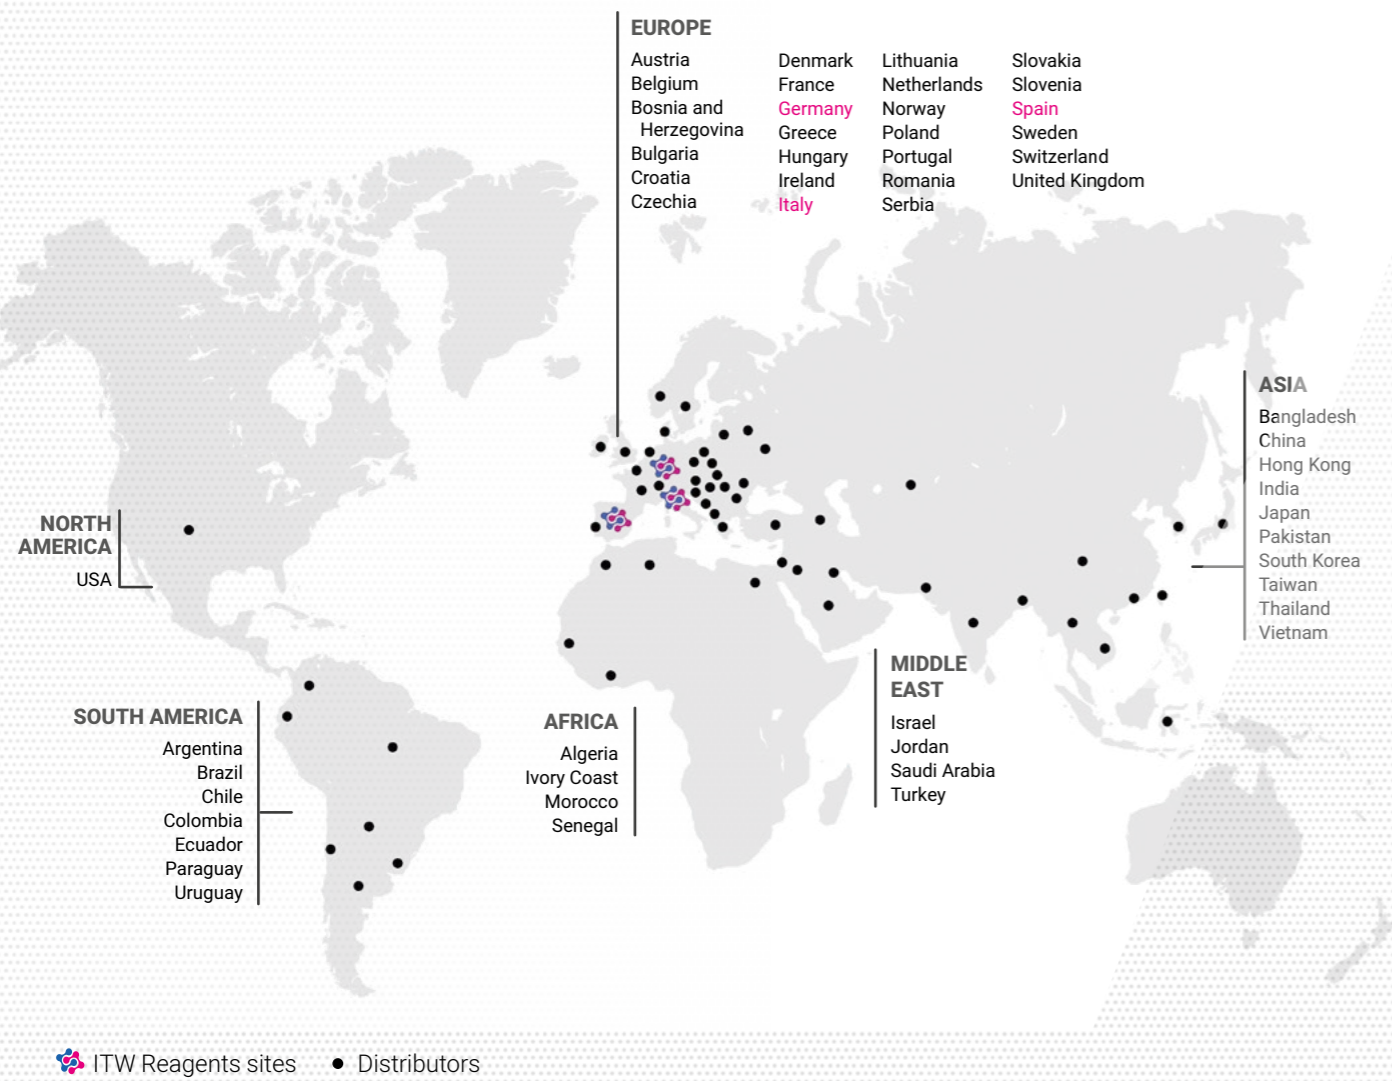 EUROPE
Austria
Belgium
Bosnia and
Herzegovina
Bulgaria
Croatia
Czechia
Denmark
France
Germany
Greece
Hungary
Ireland
Italy
Lithuania
Netherlands
Norway
Poland
Portugal
Romania
Serbia
Slovakia
Slovenia
Spain
Sweden
Switzerland
United Kingdom
ASIA
Bangladesh
China
Hong Kong
India
Japan
Pakistan
South Korea
Taiwan
Thailand
Vietnam
NORTH
AMERICA
USA
MIDDLE
EAST
Israel
Jordan
Saudi Arabia
Turkey
SOUTH AMERICA
Argentina
Brazil
Chile
Colombia
Ecuador
Paraguay
Uruguay
AFRICA
Algeria
Ivory Coast
Morocco
Senegal
ITW Reagents sites
Distributors